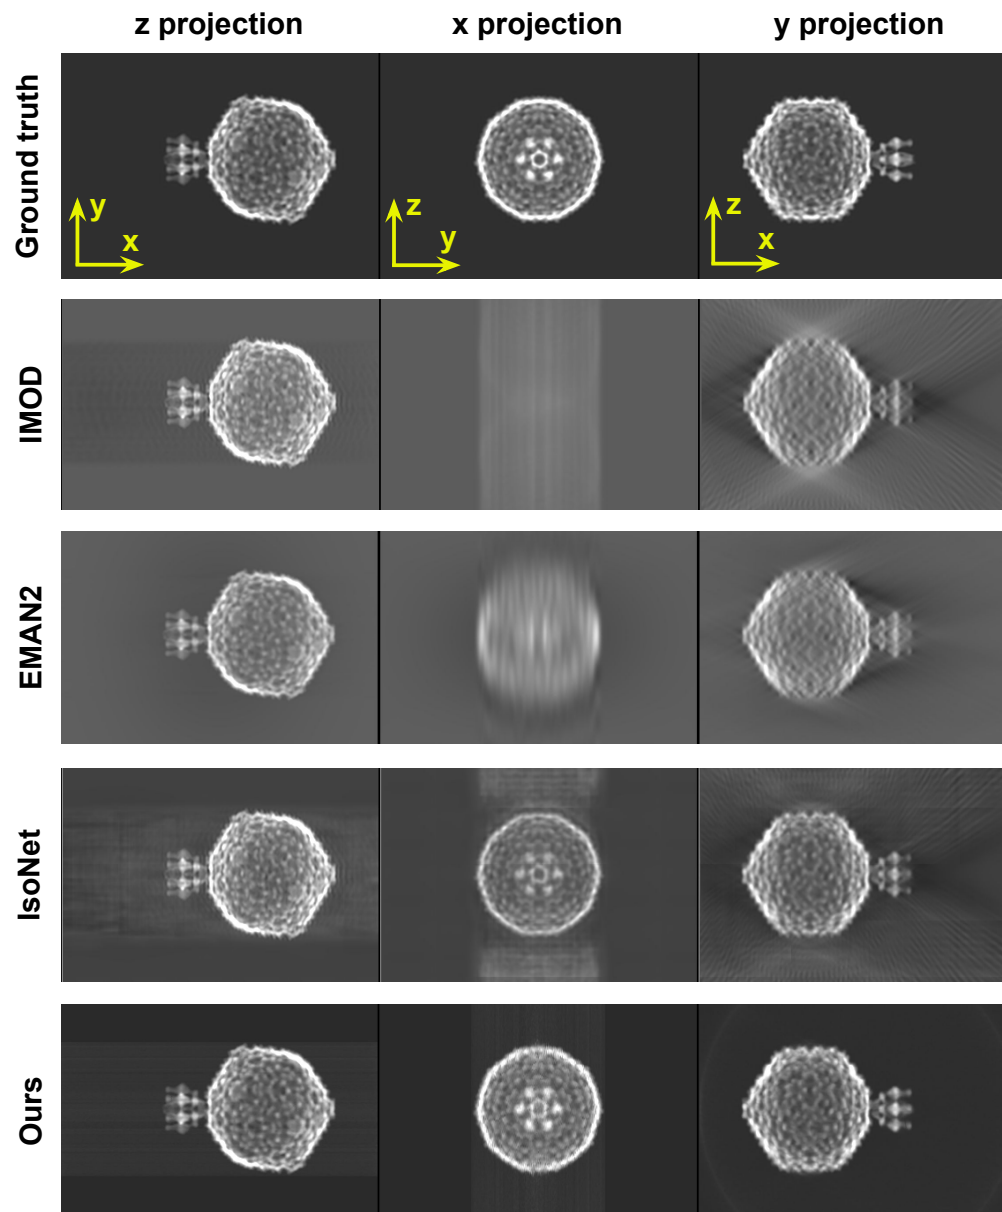 z projection x projection y projection
Ground truth
y
x
z
y
z
x
IMOD
EMAN2
IsoNet
Ours